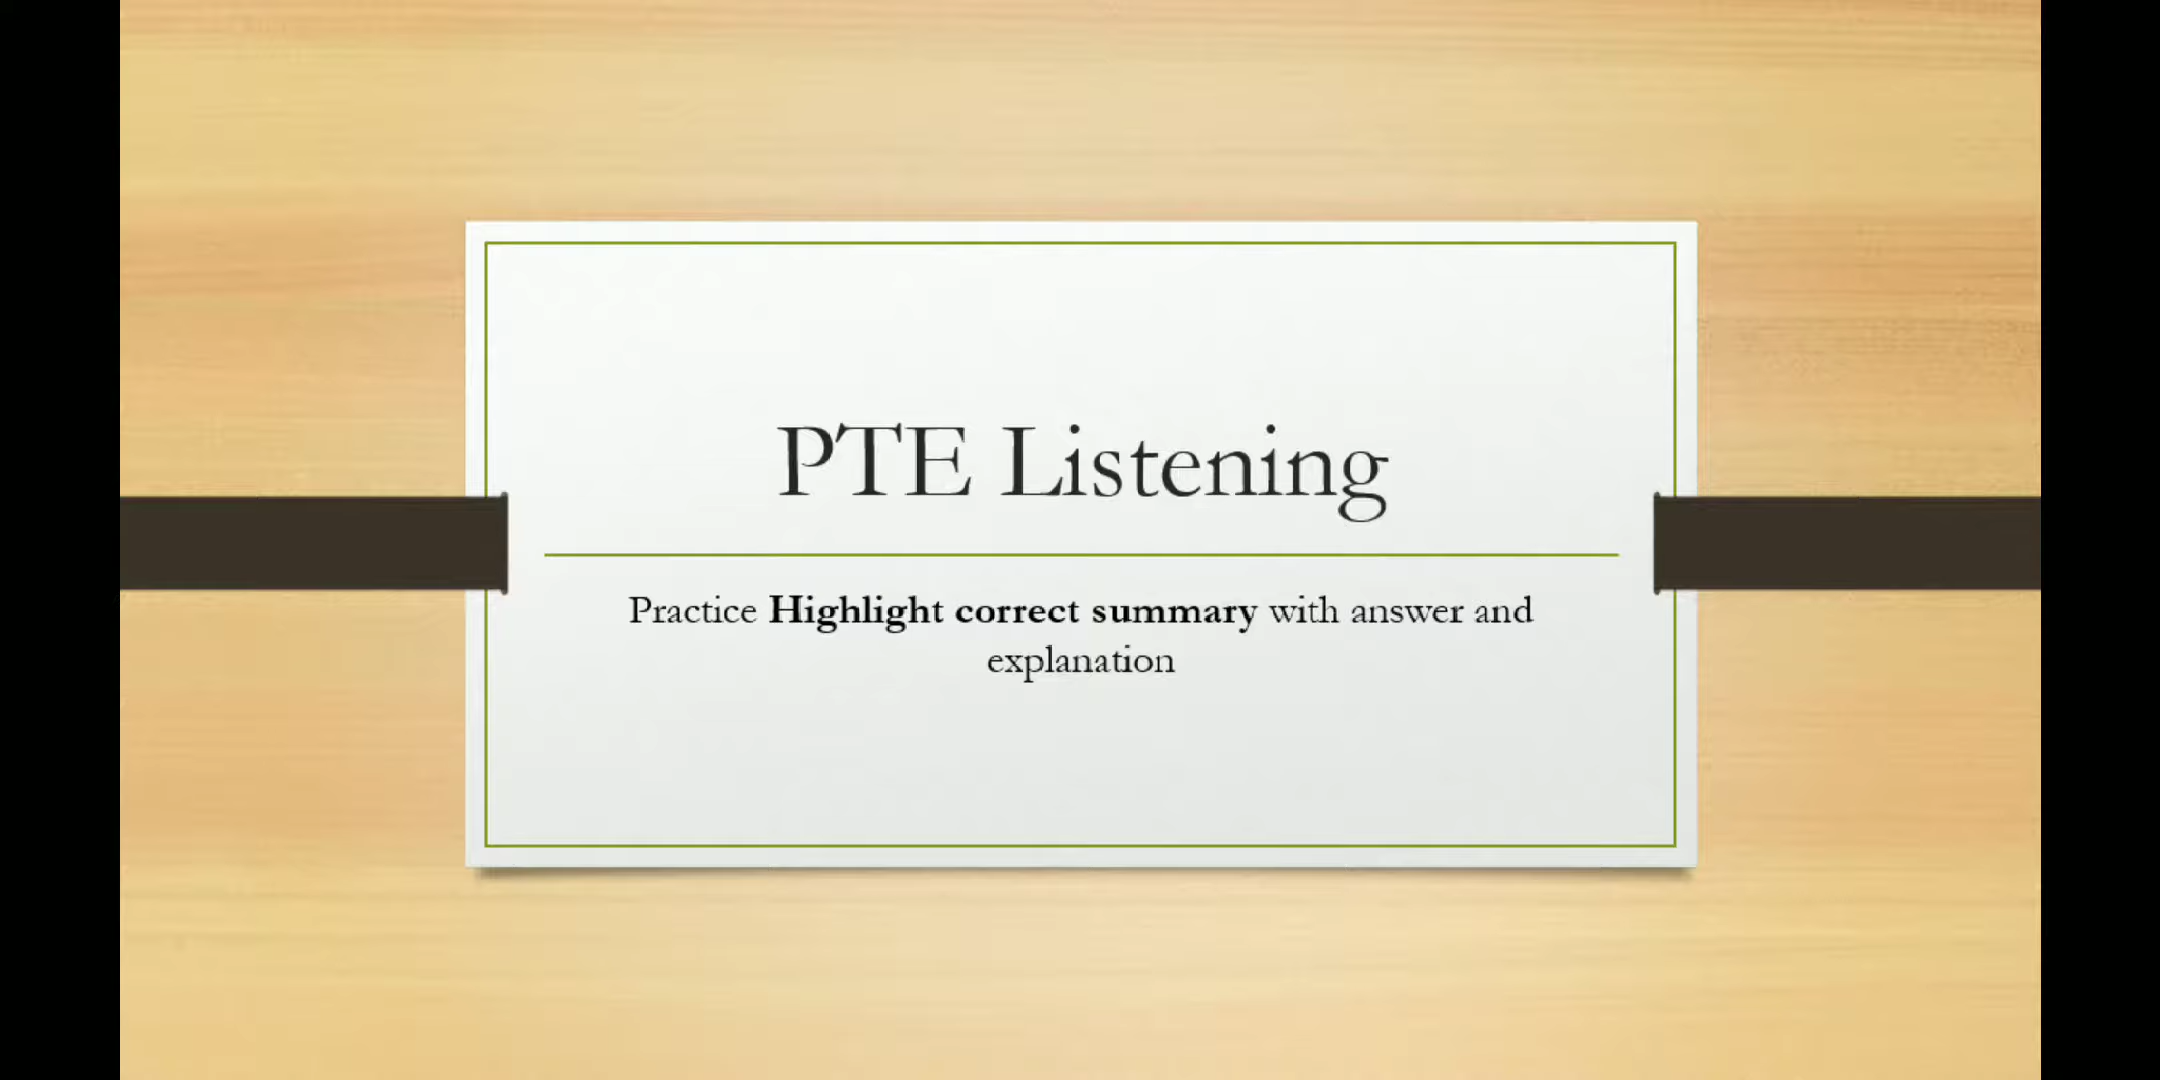 PTE Listening
Practice Highlight correct summary with answer and
explanation